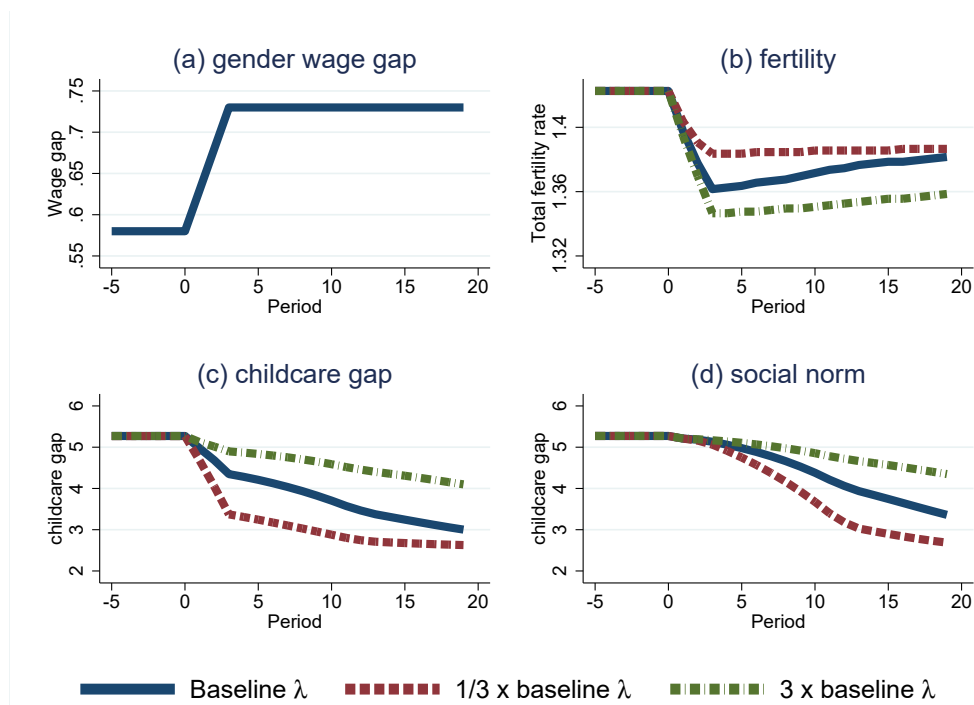 (a) gender wage gap
Wage gap
.75
.7
.65
.6
.55
-5 0 5 10 15 20
Period
(b) fertility
Total fertility rate
1.4
1.36
1.32
-5 0 5 10 15 20
Period
(c) childcare gap
childcare gap
6
5
4
3
2
-5 0 5 10 15 20
Period
(d) social norm
childcare gap
6
5
4
3
2
-5 0 5 10 15 20
Period
Baseline λ 1/3 x baseline λ 3 x baseline λ